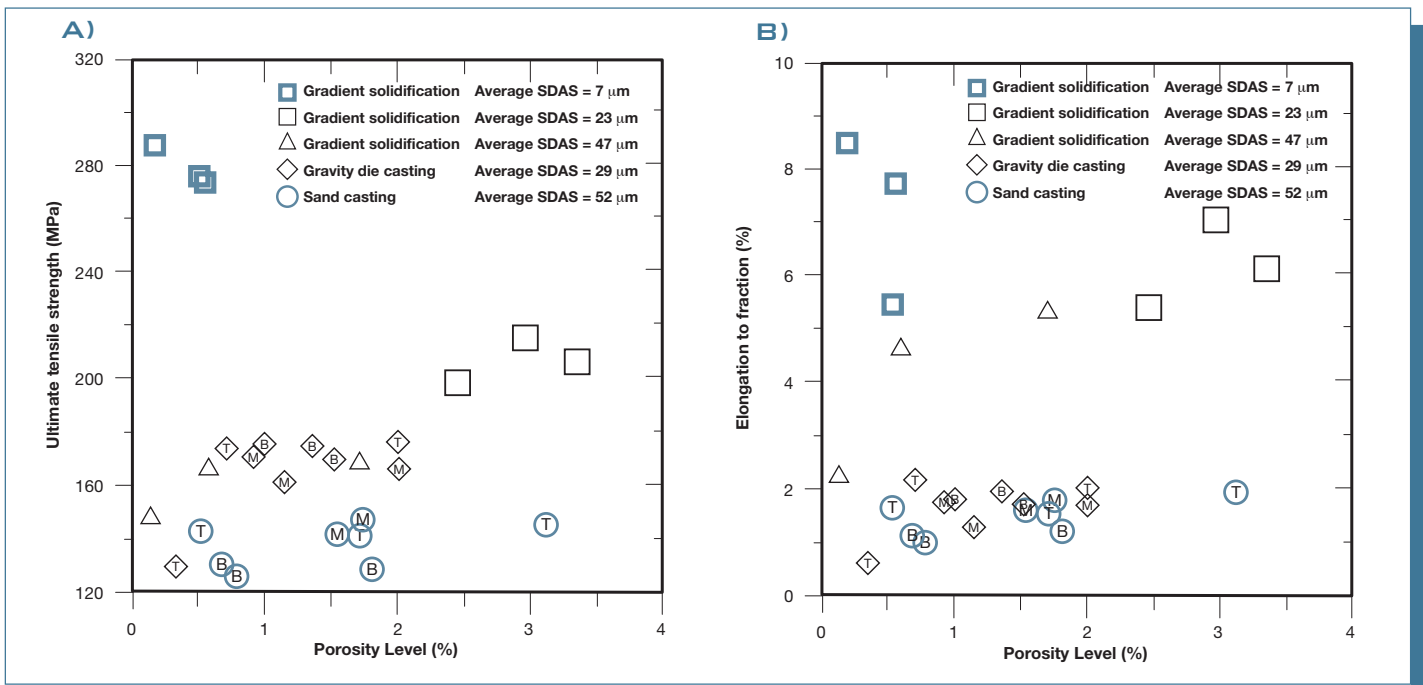 A)
320
280
240
200
160
120
Ultimate tensile strength (MPa)
Gradient solidification Average SDAS = 7 μm
Gradient solidification Average SDAS = 23 μm
Gradient solidification Average SDAS = 47 μm
Gravity die casting Average SDAS = 29 μm
Sand casting Average SDAS = 52 μm
T
B
B
T
M
B
M
M
T
M
T
M
T
T
B
B
B
T
0 1 2 3 4
Porosity Level (%)
B)
10
8
6
4
2
0
Elongation to fraction (%)
Gradient solidification Average SDAS = 7 μm
Gradient solidification Average SDAS = 23 μm
Gradient solidification Average SDAS = 47 μm
Gravity die casting Average SDAS = 29 μm
Sand casting Average SDAS = 52 μm
T
B
T
T
M
B
B
M
M
M
T
T
M
B
B
B
T
0 1 2 3 4
Porosity Level (%)